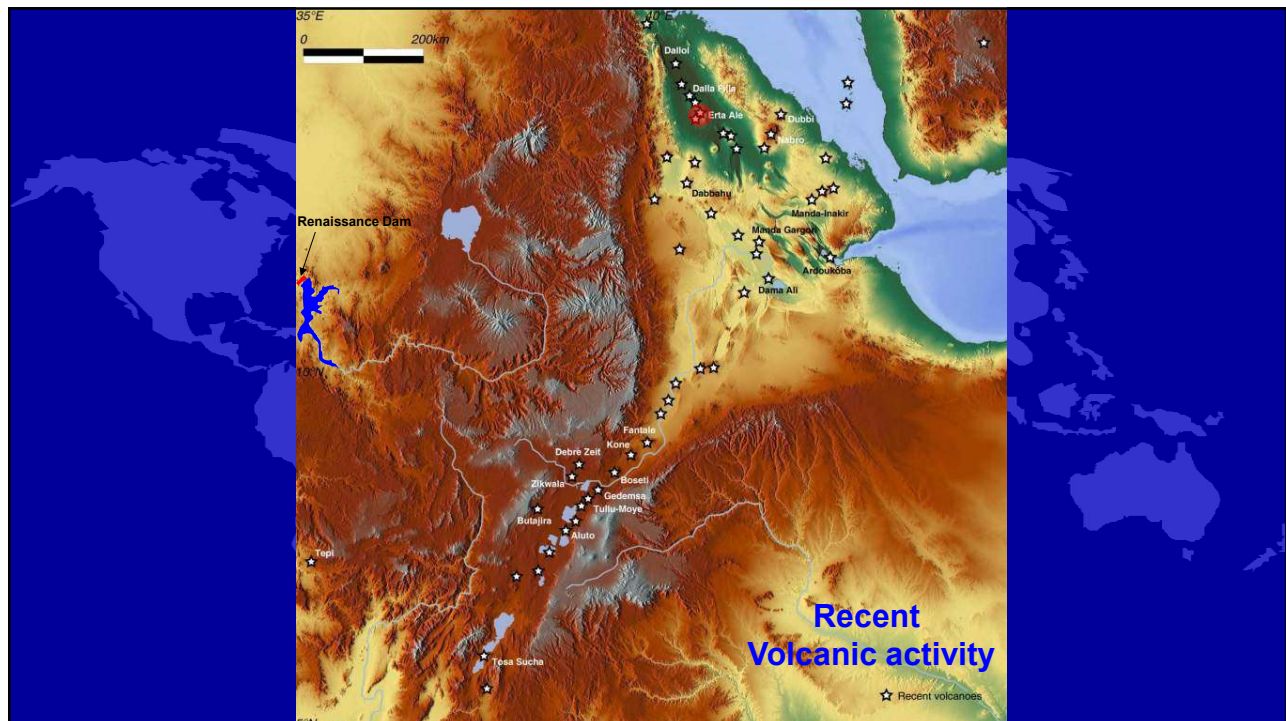 35°E
40°E
0
200km
Dallol
Dalla Filla
Erta Ale
Dubbi
Nabro
Dabbahu
Manda-Inakir
Renaissance Dam
Manda Gargori
Ardoukôba
Dama Ali
10°N
Fantale
Kone
Debre Zeit
Boseti
Zikwala
Gedemsa
Tullu-Moye
Butajira
Aluto
Tepi
Recent
Volcanic activity
Tosa Sucha
Recent volcanoes